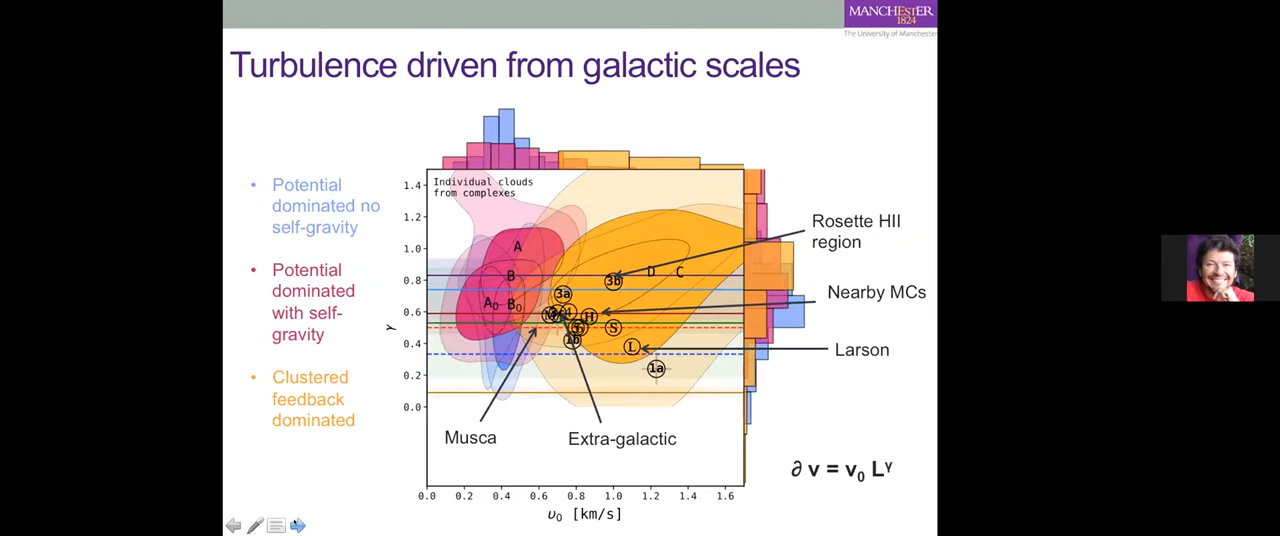 MANCHESTER
1824
The University of Manchester
Turbulence driven from galactic scales
• Potential
dominated no
self-gravity
• Potential
dominated
with self-
gravity
• Clustered
feedback
dominated
Individual clouds
from complexes
1.4
1.2
1.0
0.8
0.6
0.4
0.2
0.0
γ
A
B
A₀
B₀
D
C
3a
3b
H
S
L
1b
1a
0.0 0.2 0.4 0.6 0.8 1.0 1.2 1.4 1.6
υ₀ [km/s]
Rosette HII
region
Nearby MCs
Larson
Musca
Extra-galactic
∂ v = v₀ Lᵞ